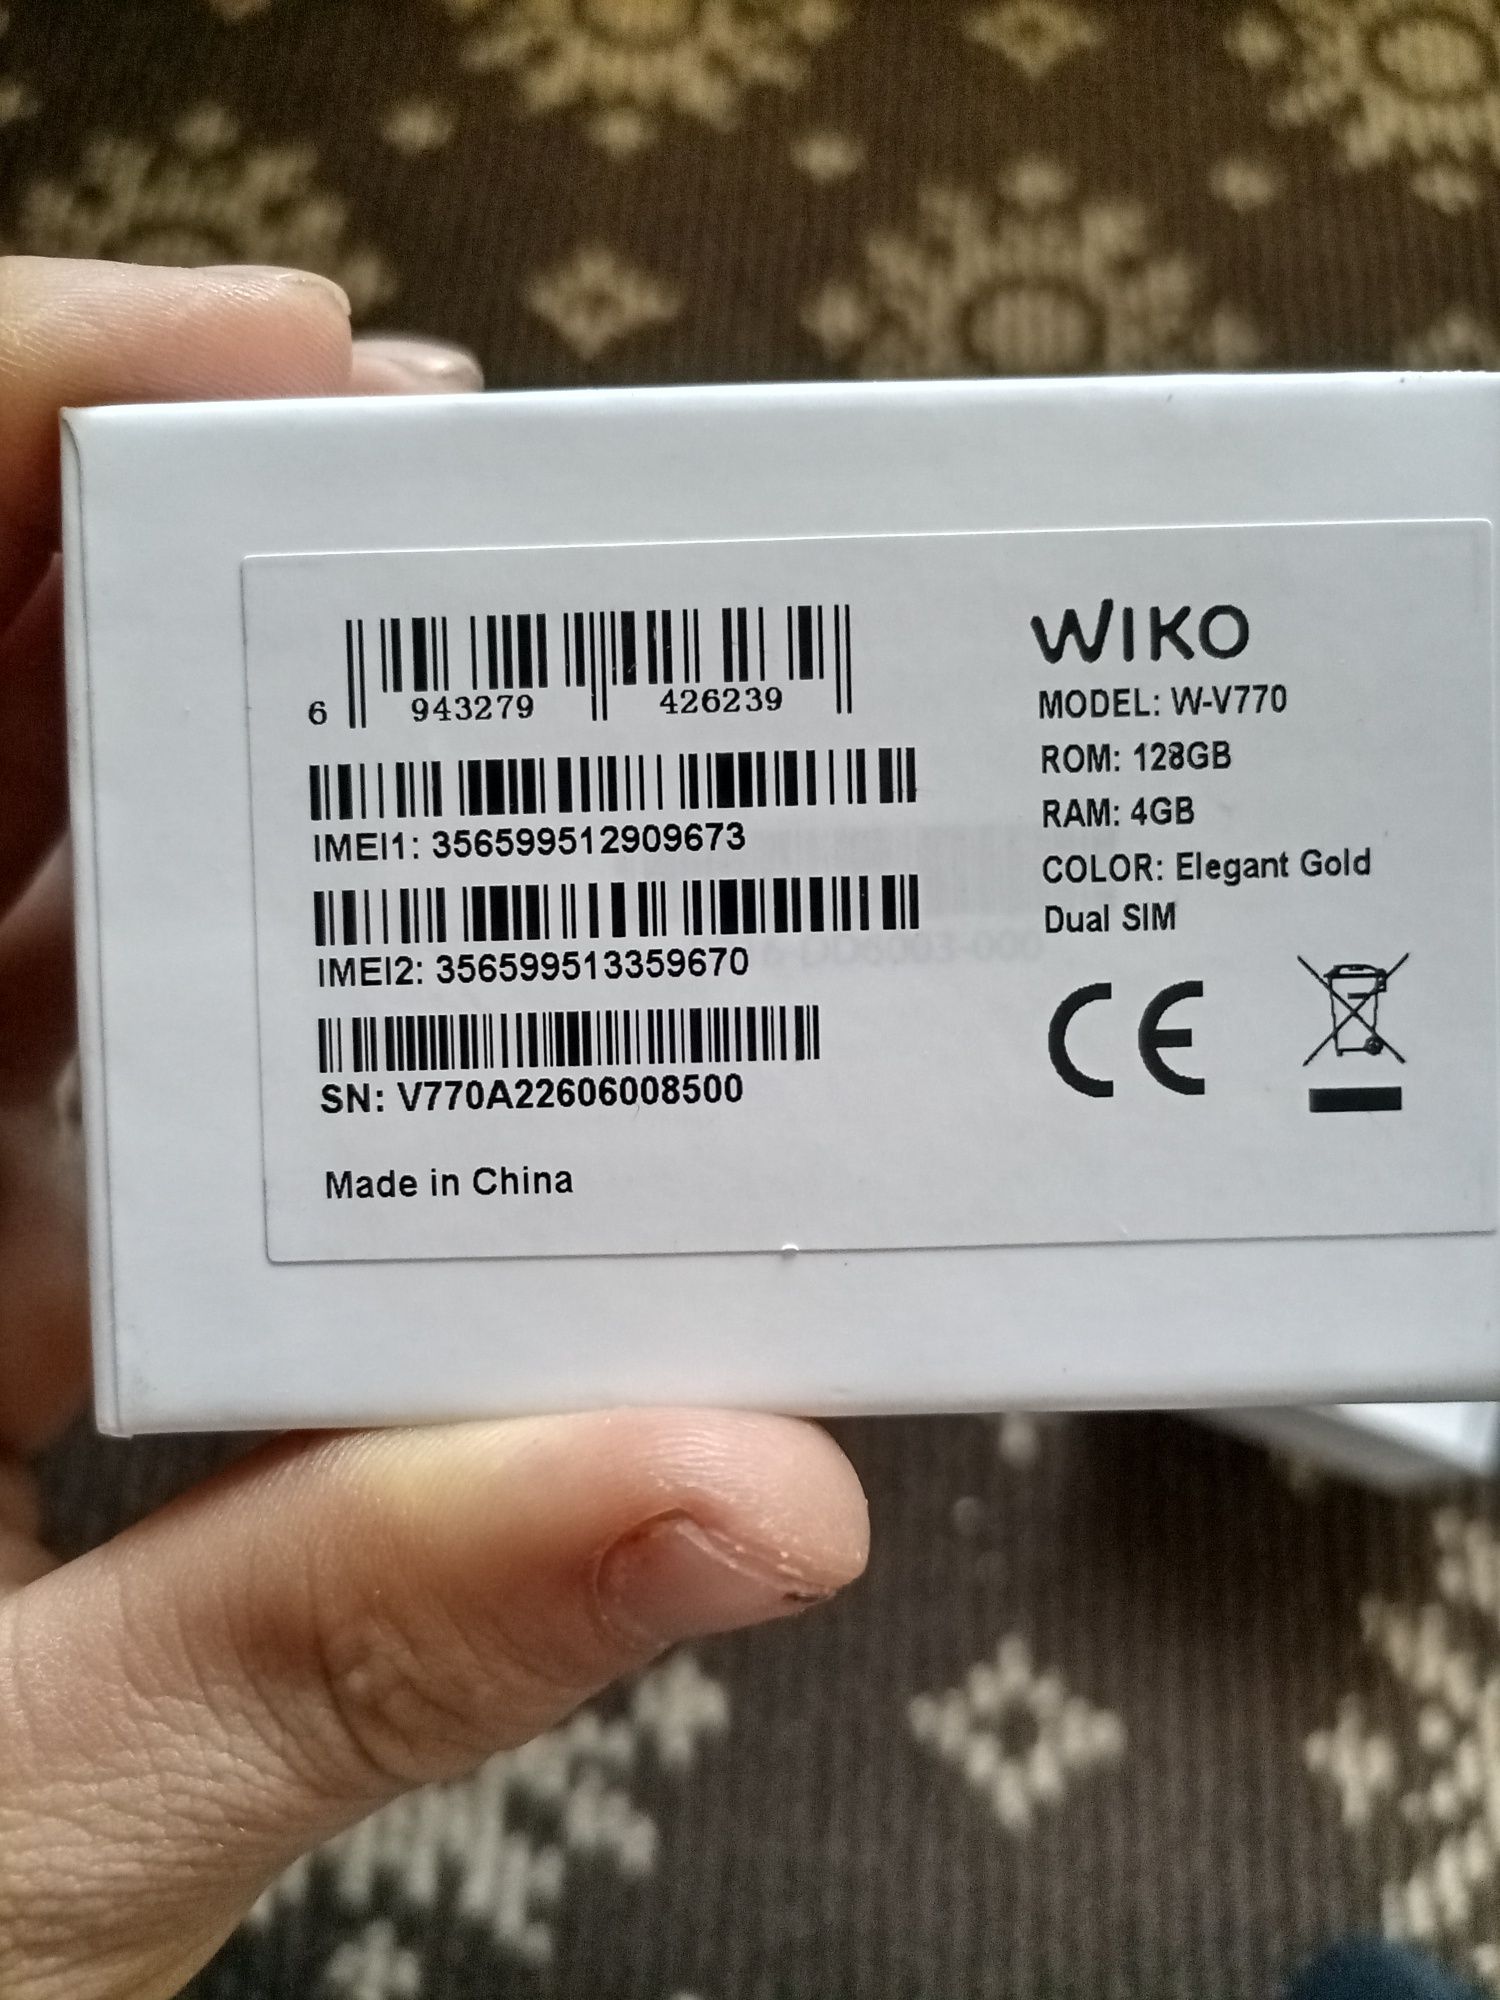 6 943279 426239
IMEI1: 356599512909673
IMEI2: 356599513359670
SN: V770A22606008500
Made in China
WIKO
MODEL: W-V770
ROM: 128GB
RAM: 4GB
COLOR: Elegant Gold
Dual SIM
CE